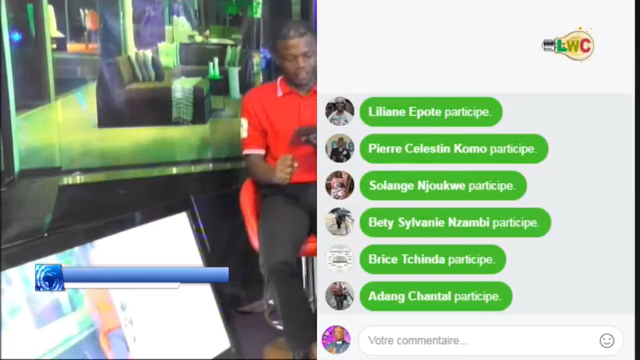 LWC
Liliane Epote participe.
Pierre Celestin Komo participe.
Solange Njoukwe participe.
Bety Sylvanie Nzambi participe.
Brice Tchinda participe.
Adang Chantal participe.
Votre commentaire...